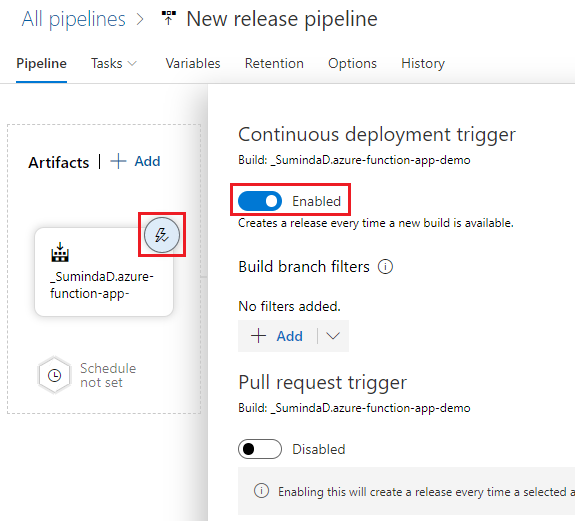 All pipelines > New release pipeline
Pipeline Tasks Variables Retention Options History
Artifacts | + Add
_SumindaD.azure-
function-app-
Schedule
not set
Continuous deployment trigger
Build: _SumindaD.azure-function-app-demo
Enabled
Creates a release every time a new build is available.
Build branch filters
No filters added.
+ Add
Pull request trigger
Build: _SumindaD.azure-function-app-demo
Disabled
Enabling this will create a release every time a selected a